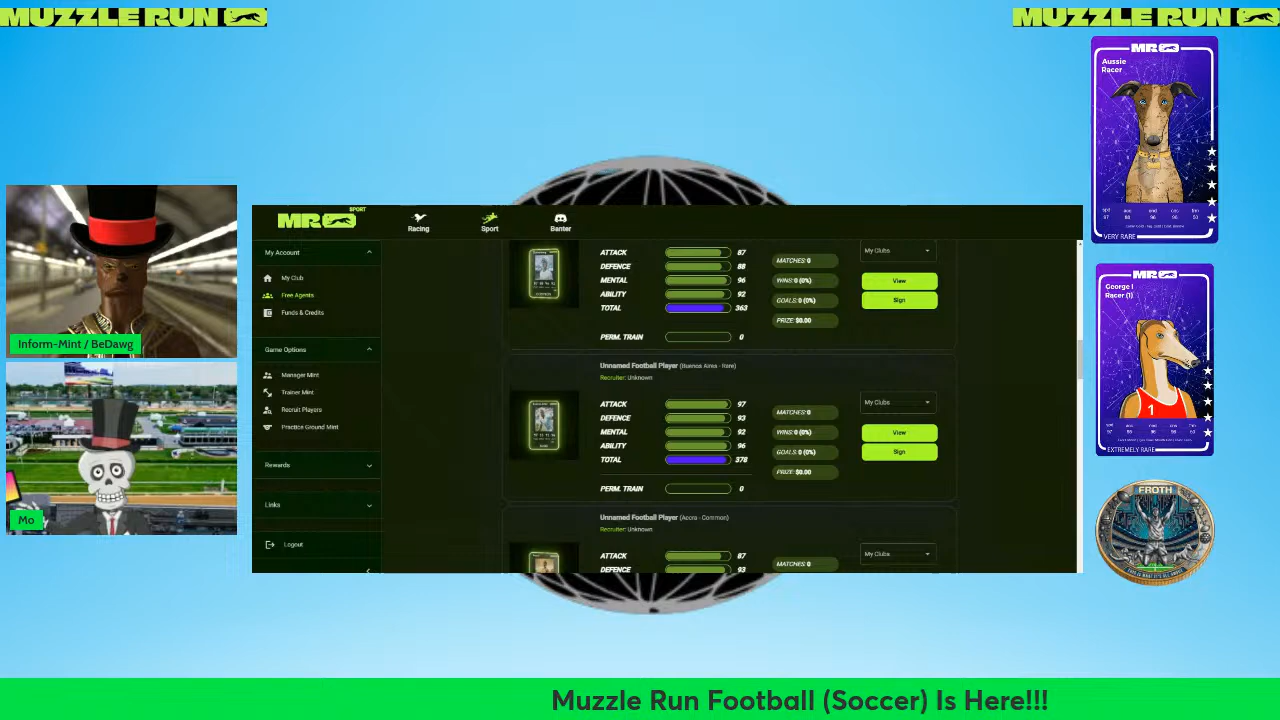 MUZZLE RUN
MUZZLE RUN
MR
Aussie
Racer
VERY RARE
MR
George I
Racer (1)
1
EXTREMELY RARE
FROTH
Inform-Mint / BeDawg
Mo
MR SPORT
Racing
Sport
Banter
My Account
My Club
Free Agents
Funds & Credits
Game Options
Manager Mint
Trainer Mint
Recruit Players
Practice Ground Mint
Rewards
Links
Logout
ATTACK 87
DEFENCE 88
MENTAL 96
ABILITY 92
TOTAL 363
PERM. TRAIN 0
MATCHES: 0
WINS: 0 (0%)
GOALS: 0 (0%)
PRIZE: $0.00
My Clubs
View
Sign
Unnamed Football Player (Buenos Aires - Rare)
Recruiter: Unknown
ATTACK 97
DEFENCE 93
MENTAL 92
ABILITY 96
TOTAL 378
PERM. TRAIN 0
MATCHES: 0
WINS: 0 (0%)
GOALS: 0 (0%)
PRIZE: $0.00
My Clubs
View
Sign
Unnamed Football Player (Accra - Common)
Recruiter: Unknown
ATTACK 87
DEFENCE 93
MATCHES: 0
My Clubs
Muzzle Run Football (Soccer) Is Here!!!